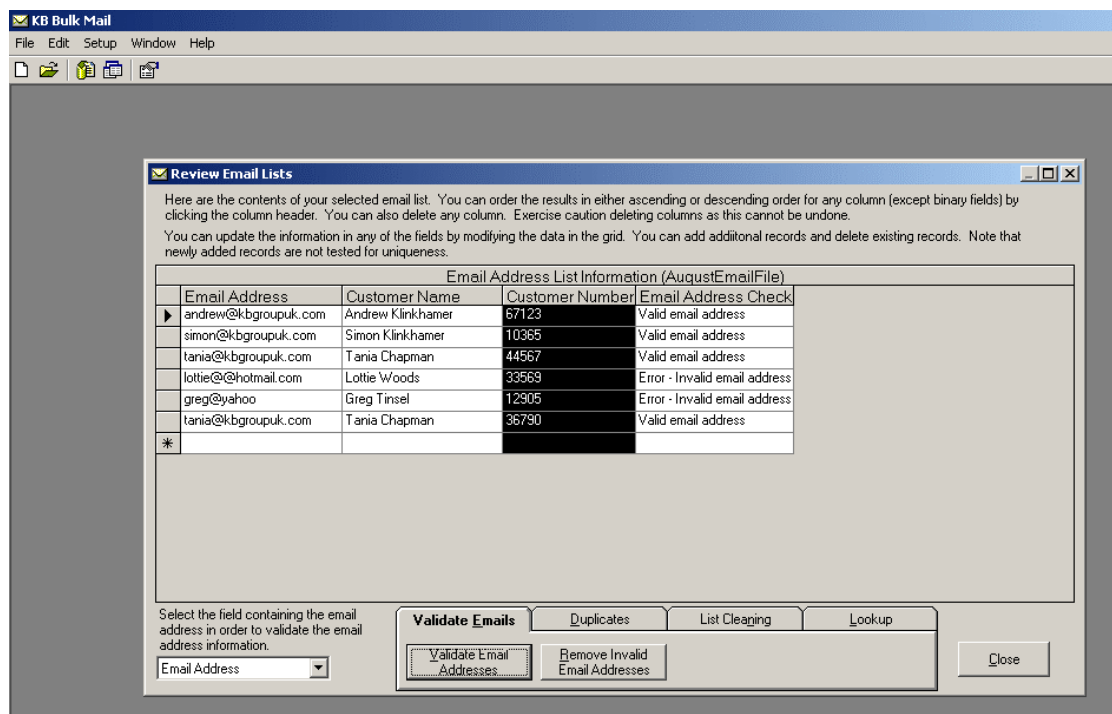 KB Bulk Mail
File Edit Setup Window Help
Review Email Lists
Here are the contents of your selected email list. You can order the results in either ascending or descending order for any column (except binary fields) by
clicking the column header. You can also delete any column. Exercise caution deleting columns as this cannot be undone.
You can update the information in any of the fields by modifying the data in the grid. You can add addiitonal records and delete existing records. Note that
newly added records are not tested for uniqueness.
Email Address List Information (AugustEmailFile)
Email Address Customer Name Customer Number Email Address Check
andrew@kbgroupuk.com Andrew Klinkhamer 67123 Valid email address
simon@kbgroupuk.com Simon Klinkhamer 10365 Valid email address
tania@kbgroupuk.com Tania Chapman 44567 Valid email address
lottie@@hotmail.com Lottie Woods 33569 Error - Invalid email address
greg@yahoo Greg Tinsel 12905 Error - Invalid email address
tania@kbgroupuk.com Tania Chapman 36790 Valid email address
Select the field containing the email
address in order to validate the email
address information.
Email Address
Validate Emails Duplicates List Cleaning Lookup
Validate Email
Addresses
Remove Invalid
Email Addresses
Close